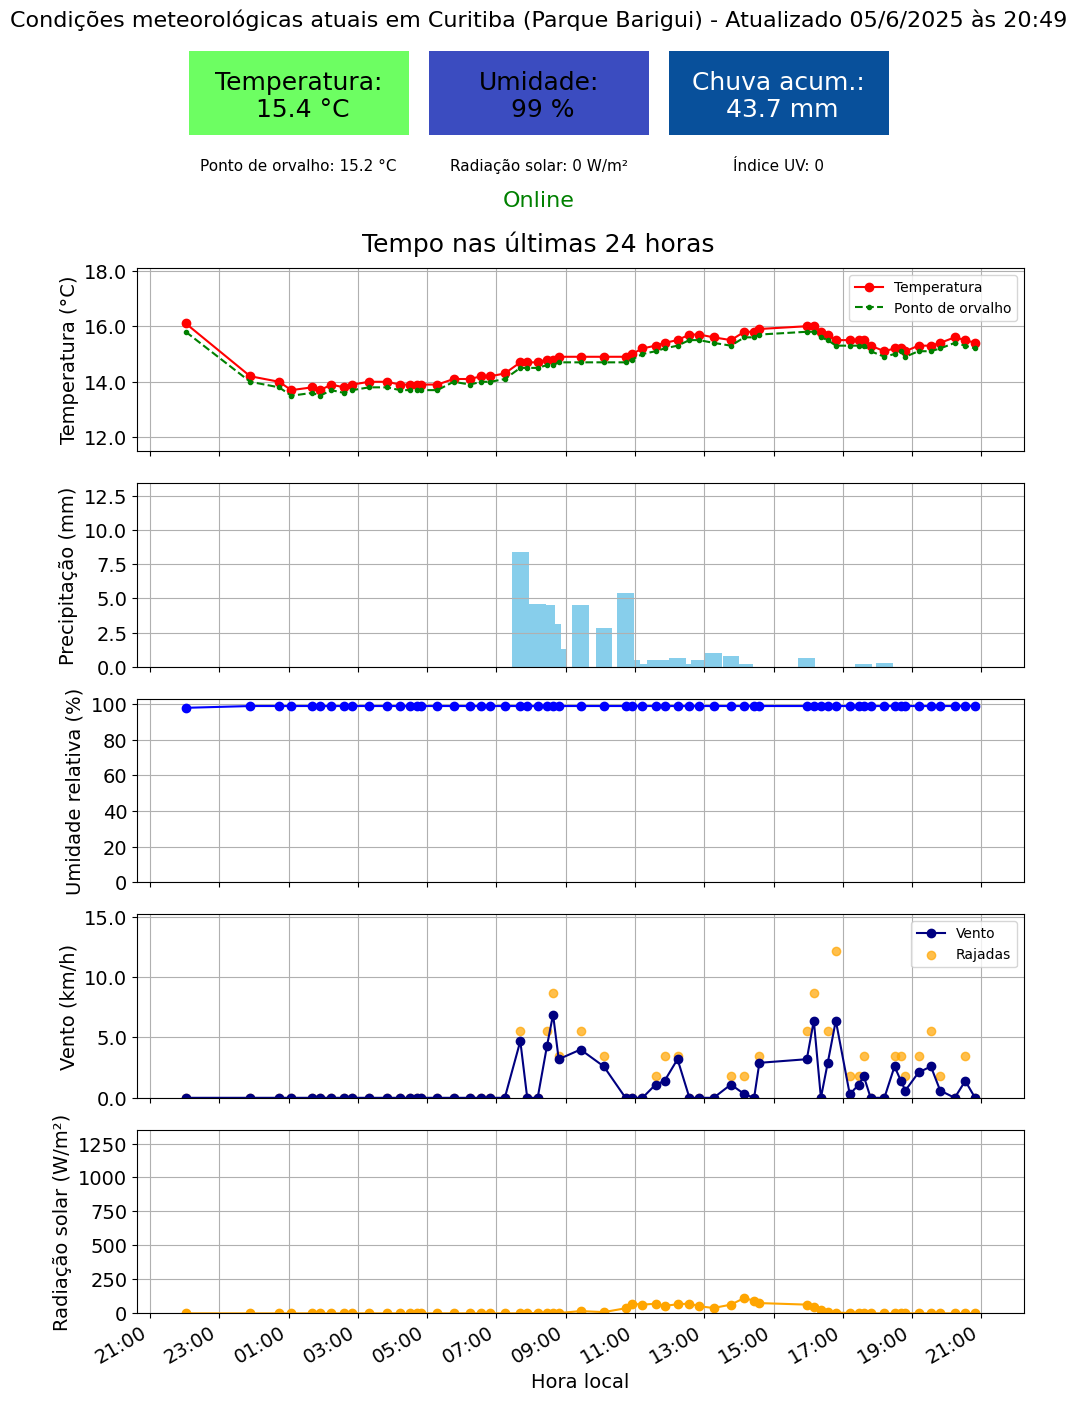 Condições meteorológicas atuais em Curitiba (Parque Barigui) - Atualizado 05/6/2025 às 20:49
Temperatura:
15.4 °C
Umidade:
99 %
Chuva acum.:
43.7 mm
Ponto de orvalho: 15.2 °C
Radiação solar: 0 W/m²
Índice UV: 0
Online
Tempo nas últimas 24 horas
Temperatura (°C)
18.0
16.0
14.0
12.0
Temperatura
Ponto de orvalho
Precipitação (mm)
12.5
10.0
7.5
5.0
2.5
0.0
Umidade relativa (%)
100
80
60
40
20
0
Vento (km/h)
15.0
10.0
5.0
0.0
Vento
Rajadas
Radiação solar (W/m²)
1250
1000
750
500
250
0
21:00
23:00
01:00
03:00
05:00
07:00
09:00
11:00
13:00
15:00
17:00
19:00
21:00
Hora local